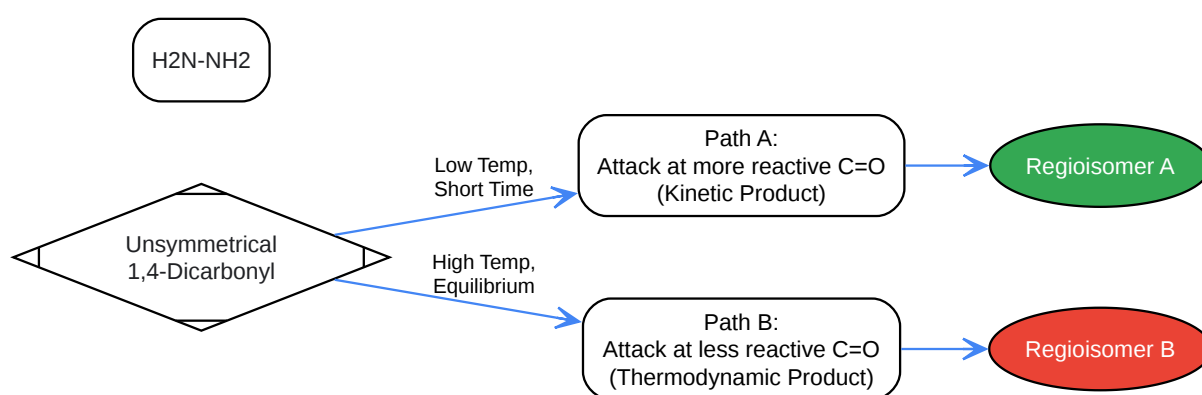 H2N-NH2
Unsymmetrical
1,4-Dicarbonyl
Low Temp,
Short Time
High Temp,
Equilibrium
Path A:
Attack at more reactive C=O
(Kinetic Product)
Regioisomer A
Path B:
Attack at less reactive C=O
(Thermodynamic Product)
Regioisomer B